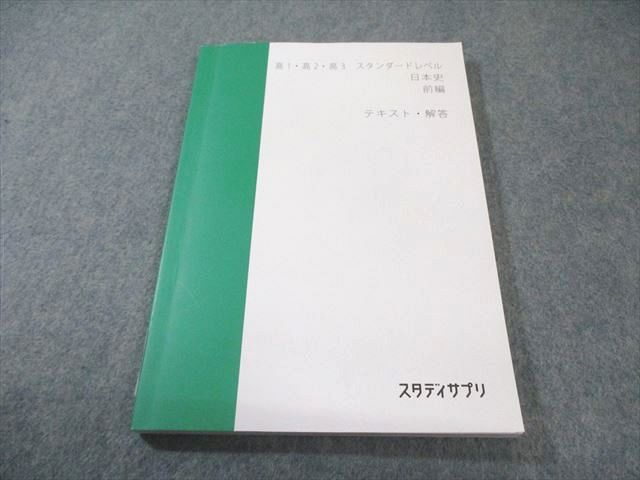 高1・高2・高3 スタンダードレベル
日本史
前編
テキスト・解答
スタディサプリ